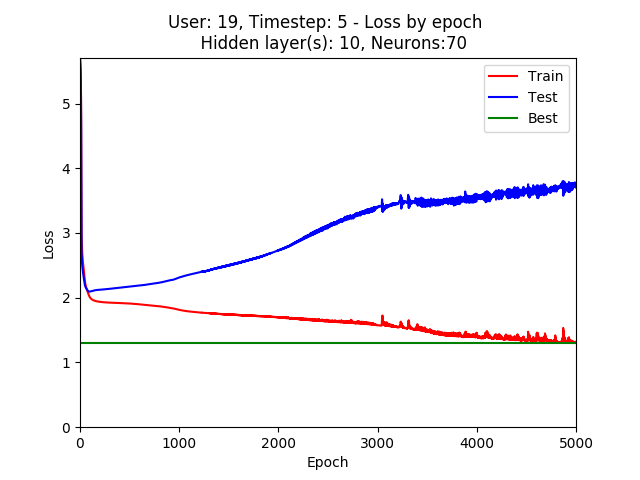 User: 19, Timestep: 5 - Loss by epoch
Hidden layer(s): 10, Neurons:70
Train
Test
Best
Loss
5
4
3
2
1
0
0 1000 2000 3000 4000 5000
Epoch